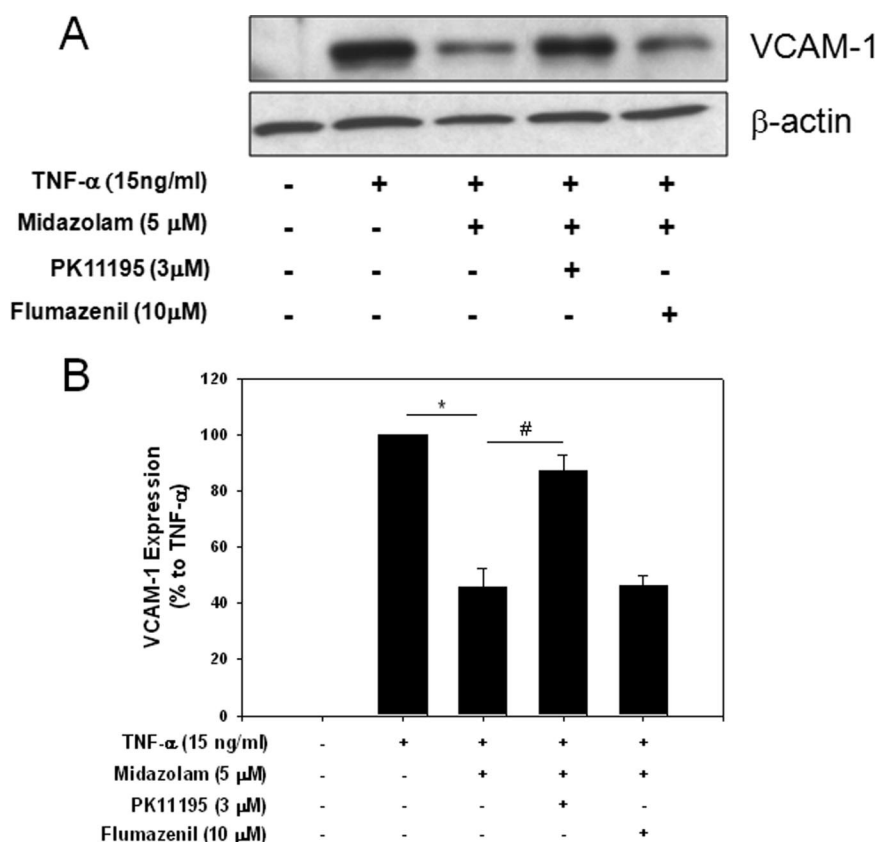 A
VCAM-1
β-actin
TNF-α (15ng/ml) - + + + +
Midazolam (5 μM) - - + + +
PK11195 (3μM) - - - + -
Flumazenil (10μM) - - - - +
B
120
100
80
60
40
20
0
VCAM-1 Expression
(% to TNF-α)
*
#
TNF-α (15 ng/ml) - + + + +
Midazolam (5 μM) - - + + +
PK11195 (3 μM) - - - + -
Flumazenil (10 μM) - - - - +